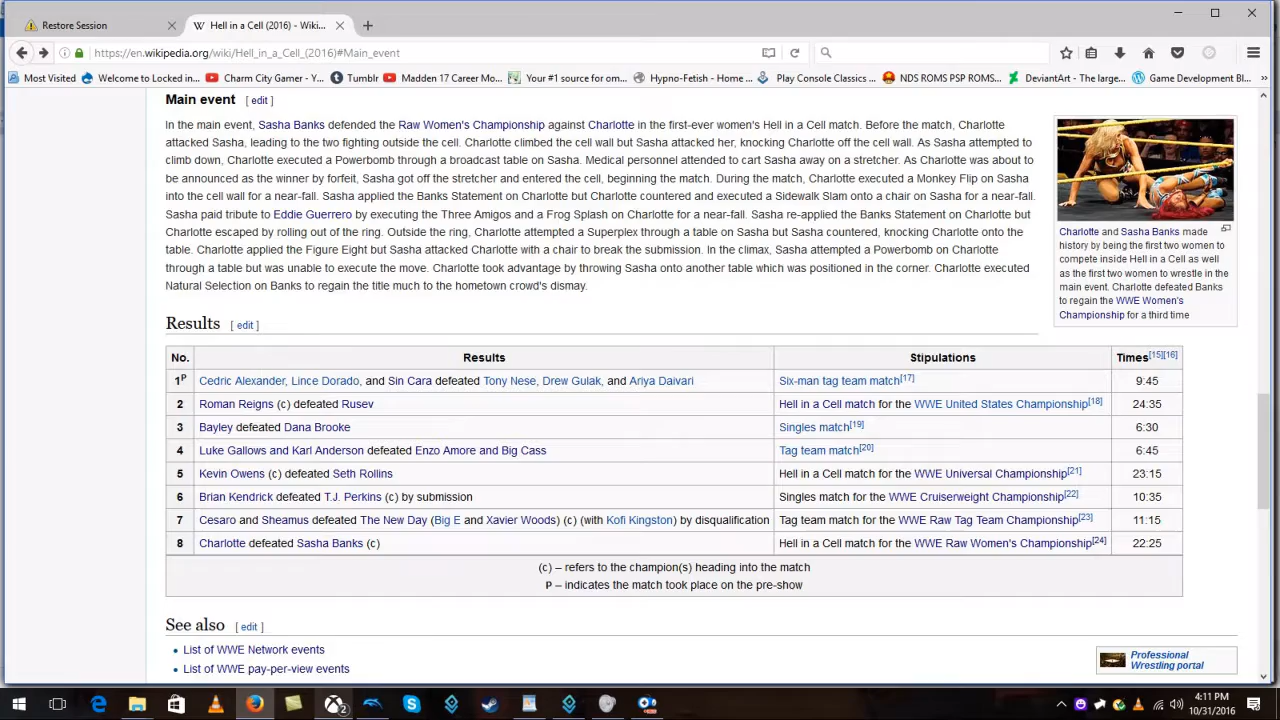 Restore Session
W Hell in a Cell (2016) - Wiki...
https://en.wikipedia.org/wiki/Hell_in_a_Cell_(2016)#Main_event
Most Visited Welcome to Locked in... Charm City Gamer - Y... Tumblr Madden 17 Career Mo... Your #1 source for om... Hypno-Fetish - Home ... Play Console Classics ... NDS ROMS PSP ROMS... DeviantArt - The large... Game Development Bl...
Main event [ edit ]
In the main event, Sasha Banks defended the Raw Women's Championship against Charlotte in the first-ever women's Hell in a Cell match. Before the match, Charlotte
attacked Sasha, leading to the two fighting outside the cell. Charlotte climbed the cell wall but Sasha attacked her, knocking Charlotte off the cell wall. As Sasha attempted to
climb down, Charlotte executed a Powerbomb through a broadcast table on Sasha. Medical personnel attended to cart Sasha away on a stretcher. As Charlotte was about to
be announced as the winner by forfeit, Sasha got off the stretcher and entered the cell, beginning the match. During the match, Charlotte executed a Monkey Flip on Sasha
into the cell wall for a near-fall. Sasha applied the Banks Statement on Charlotte but Charlotte countered and executed a Sidewalk Slam onto a chair on Sasha for a near-fall.
Sasha paid tribute to Eddie Guerrero by executing the Three Amigos and a Frog Splash on Charlotte for a near-fall. Sasha re-applied the Banks Statement on Charlotte but
Charlotte escaped by rolling out of the ring. Outside the ring, Charlotte attempted a Superplex through a table on Sasha but Sasha countered, knocking Charlotte onto the
table. Charlotte applied the Figure Eight but Sasha attacked Charlotte with a chair to break the submission. In the climax, Sasha attempted a Powerbomb on Charlotte
through a table but was unable to execute the move. Charlotte took advantage by throwing Sasha onto another table which was positioned in the corner. Charlotte executed
Natural Selection on Banks to regain the title much to the hometown crowd's dismay.
Charlotte and Sasha Banks made
history by being the first two women to
compete inside Hell in a Cell as well
as the first two women to wrestle in the
main event. Charlotte defeated Banks
to regain the WWE Women's
Championship for a third time
Results [ edit ]
No. Results Stipulations Times[15][16]
1P Cedric Alexander, Lince Dorado, and Sin Cara defeated Tony Nese, Drew Gulak, and Ariya Daivari Six-man tag team match[17] 9:45
2 Roman Reigns (c) defeated Rusev Hell in a Cell match for the WWE United States Championship[18] 24:35
3 Bayley defeated Dana Brooke Singles match[19] 6:30
4 Luke Gallows and Karl Anderson defeated Enzo Amore and Big Cass Tag team match[20] 6:45
5 Kevin Owens (c) defeated Seth Rollins Hell in a Cell match for the WWE Universal Championship[21] 23:15
6 Brian Kendrick defeated T.J. Perkins (c) by submission Singles match for the WWE Cruiserweight Championship[22] 10:35
7 Cesaro and Sheamus defeated The New Day (Big E and Xavier Woods) (c) (with Kofi Kingston) by disqualification Tag team match for the WWE Raw Tag Team Championship[23] 11:15
8 Charlotte defeated Sasha Banks (c) Hell in a Cell match for the WWE Raw Women's Championship[24] 22:25
(c) – refers to the champion(s) heading into the match
P – indicates the match took place on the pre-show
See also [ edit ]
• List of WWE Network events
• List of WWE pay-per-view events
Professional
Wrestling portal
2
4:11 PM
10/31/2016